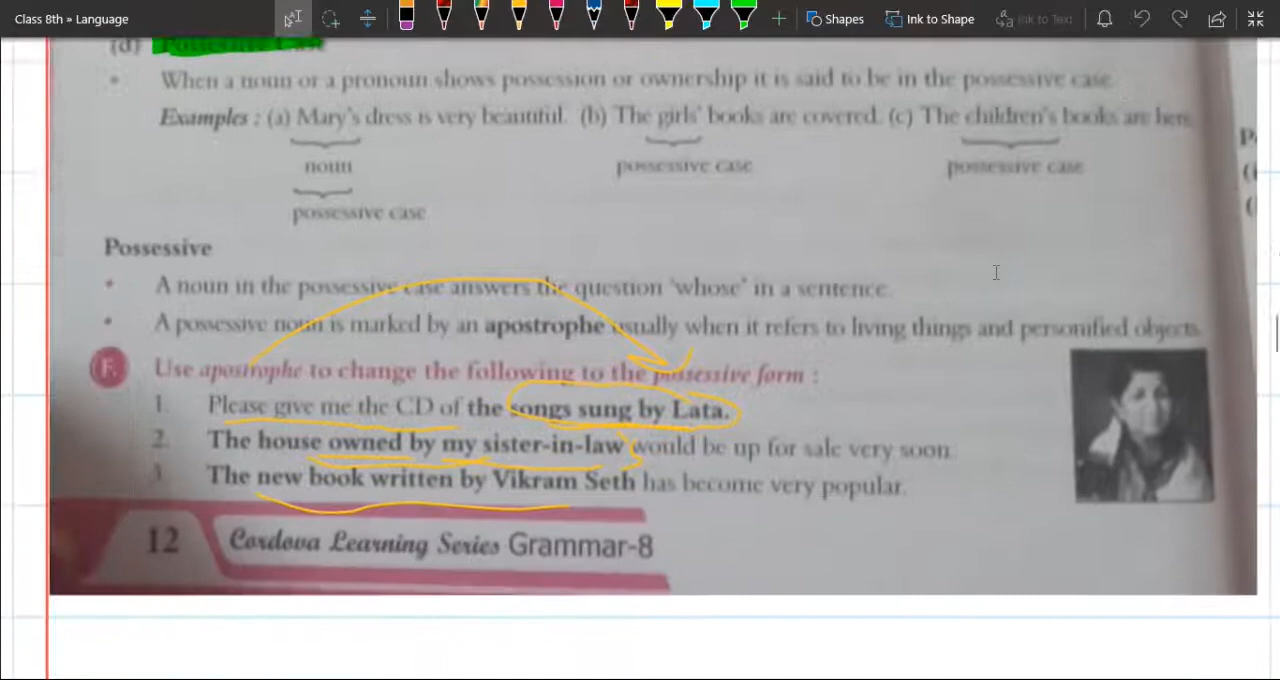 Class 8th » Language
Shapes
Ink to Shape
Ink to Text
(d) Possessive Case
• When a noun or a pronoun shows possession or ownership it is said to be in the possessive case.
Examples : (a) Mary's dress is very beautiful. (b) The girls' books are covered. (c) The children's books are here.
noun possessive case possessive case
possessive case
Possessive
• A noun in the possessive case answers the question 'whose' in a sentence.
• A possessive noun is marked by an apostrophe usually when it refers to living things and personified objects.
F. Use apostrophe to change the following to the possessive form :
1. Please give me the CD of the songs sung by Lata.
2. The house owned by my sister-in-law would be up for sale very soon.
3. The new book written by Vikram Seth has become very popular.
12 Cordova Learning Series Grammar-8